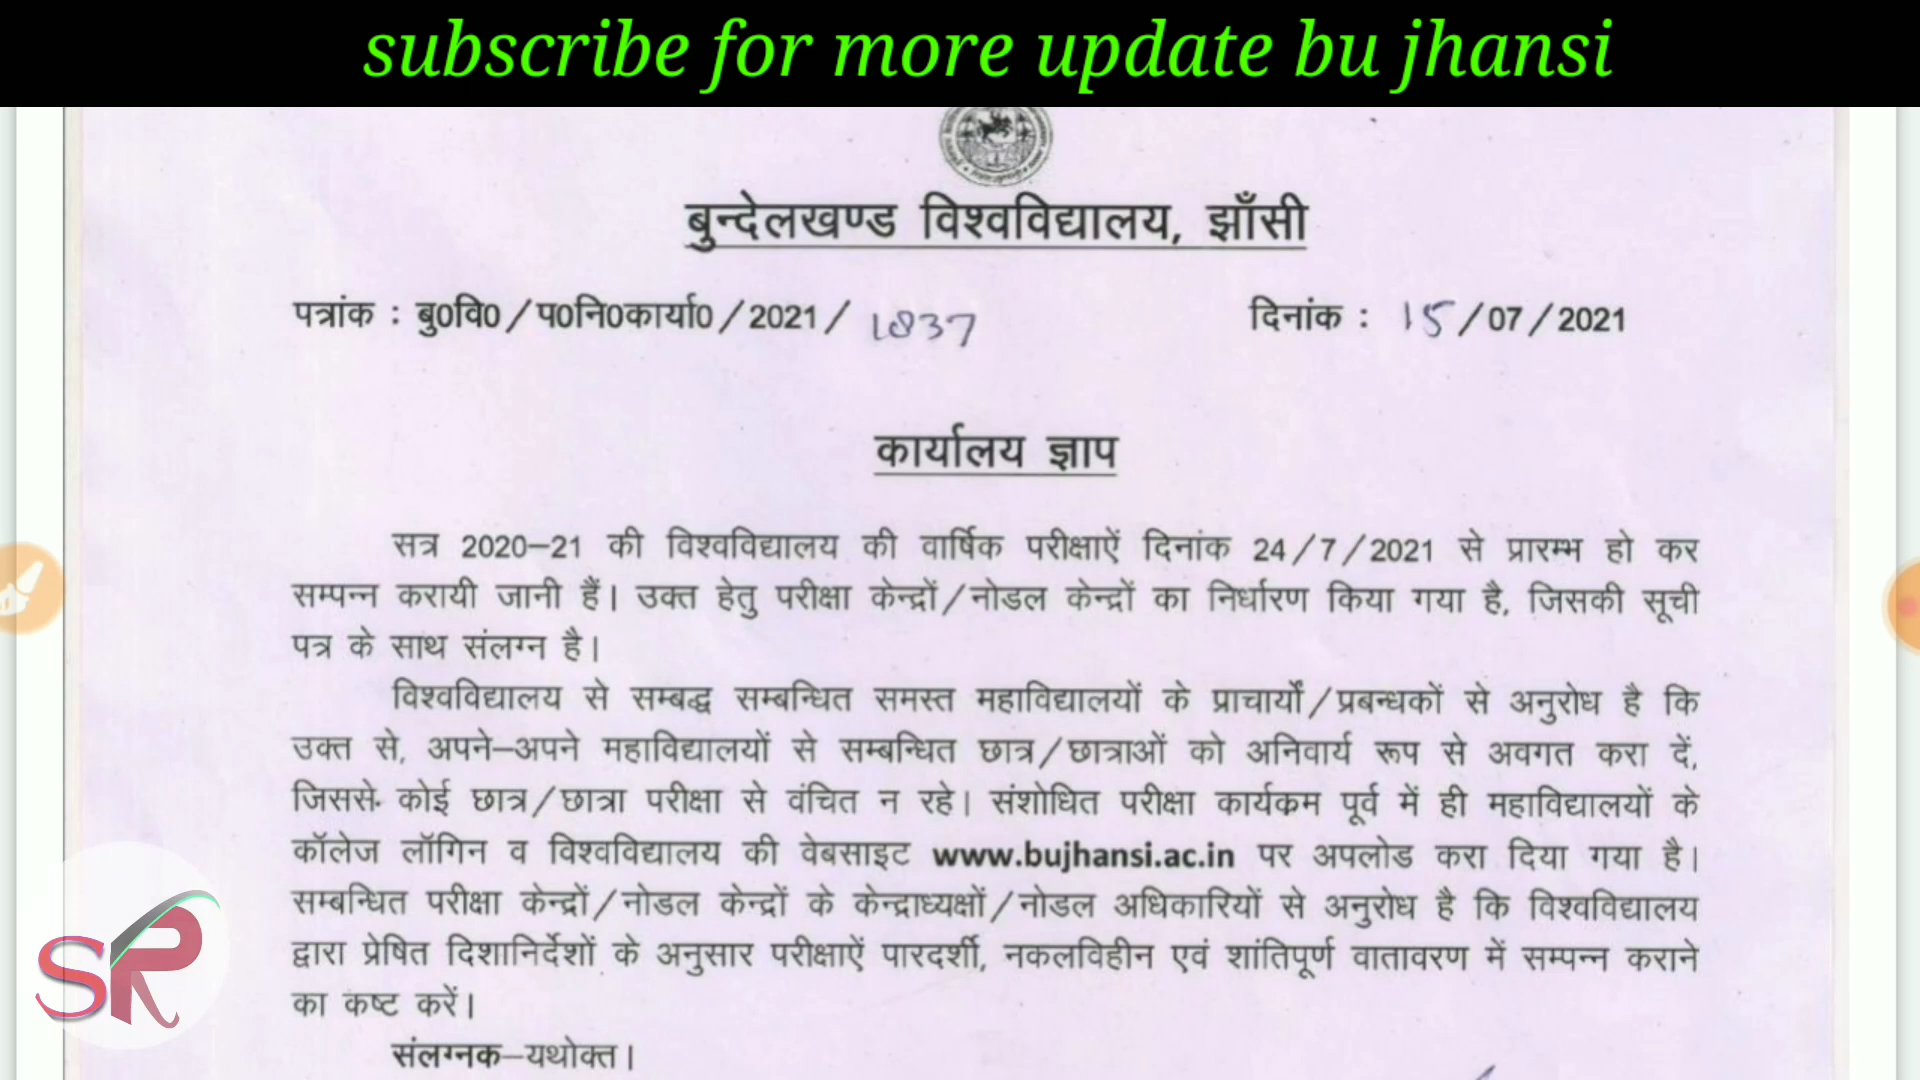 subscribe for more update bu jhansi
बुन्देलखण्ड विश्वविद्यालय, झाँसी
पत्रांक : बु0वि0/प0नि0कार्या0/2021/ 1837
दिनांक : 15/07/2021
कार्यालय ज्ञाप
सत्र 2020–21 की विश्वविद्यालय की वार्षिक परीक्षाऐं दिनांक 24/7/2021 से प्रारम्भ हो कर
सम्पन्न करायी जानी हैं। उक्त हेतु परीक्षा केन्द्रों/नोडल केन्द्रों का निर्धारण किया गया है, जिसकी सूची
पत्र के साथ संलग्न है।
विश्वविद्यालय से सम्बद्ध सम्बन्धित समस्त महाविद्यालयों के प्राचार्यों/प्रबन्धकों से अनुरोध है कि
उक्त से, अपने–अपने महाविद्यालयों से सम्बन्धित छात्र/छात्राओं को अनिवार्य रूप से अवगत करा दें,
जिससे कोई छात्र/छात्रा परीक्षा से वंचित न रहे। संशोधित परीक्षा कार्यक्रम पूर्व में ही महाविद्यालयों के
कॉलेज लॉगिन व विश्वविद्यालय की वेबसाइट www.bujhansi.ac.in पर अपलोड करा दिया गया है।
सम्बन्धित परीक्षा केन्द्रों/नोडल केन्द्रों के केन्द्राध्यक्षों/नोडल अधिकारियों से अनुरोध है कि विश्वविद्यालय
द्वारा प्रेषित दिशानिर्देशों के अनुसार परीक्षाऐं पारदर्शी, नकलविहीन एवं शांतिपूर्ण वातावरण में सम्पन्न कराने
का कष्ट करें।
संलग्नक–यथोक्त।
SR